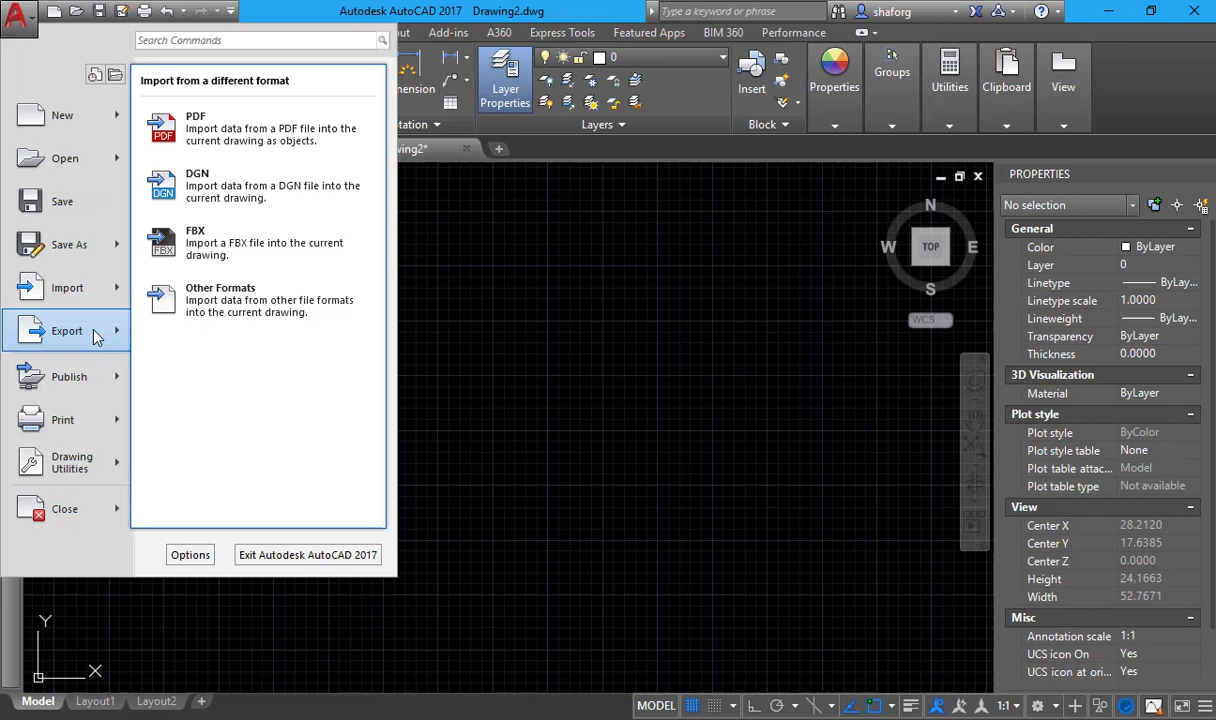 Autodesk AutoCAD 2017 Drawing2.dwg
Type a keyword or phrase
shaforg
Search Commands
Add-ins A360 Express Tools Featured Apps BIM 360 Performance
Layer Properties
0
Layers
Insert
Block
Properties
Groups
Utilities
Clipboard
View
New
Open
Save
Save As
Import
Export
Publish
Print
Drawing
Utilities
Close
Import from a different format
PDF
Import data from a PDF file into the
current drawing as objects.
DGN
Import data from a DGN file into the
current drawing.
FBX
Import a FBX file into the current
drawing.
Other Formats
Import data from other file formats
into the current drawing.
PDF
DGN
FBX
Options
Exit Autodesk AutoCAD 2017
N
W TOP E
S
WCS
PROPERTIES
No selection
General
Color ByLayer
Layer 0
Linetype ByLay...
Linetype scale 1.0000
Lineweight ByLay...
Transparency ByLayer
Thickness 0.0000
3D Visualization
Material ByLayer
Plot style
Plot style ByColor
Plot style table None
Plot table attac... Model
Plot table type Not available
View
Center X 28.2120
Center Y 17.6385
Center Z 0.0000
Height 24.1663
Width 52.7671
Misc
Annotation scale 1:1
UCS icon On Yes
UCS icon at ori... Yes
Y
X
Model Layout1 Layout2 +
MODEL 1:1